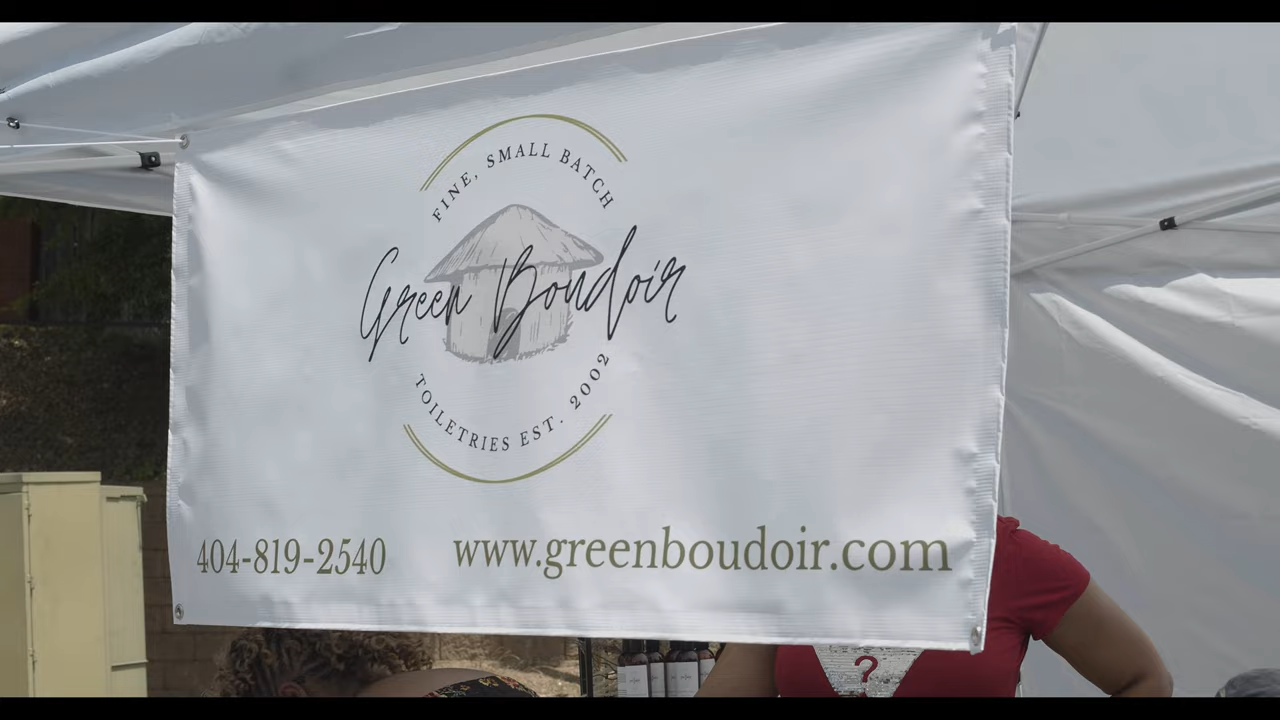 FINE, SMALL BATCH
Green Boudoir
TOILETRIES EST. 2002
404-819-2540
www.greenboudoir.com
?